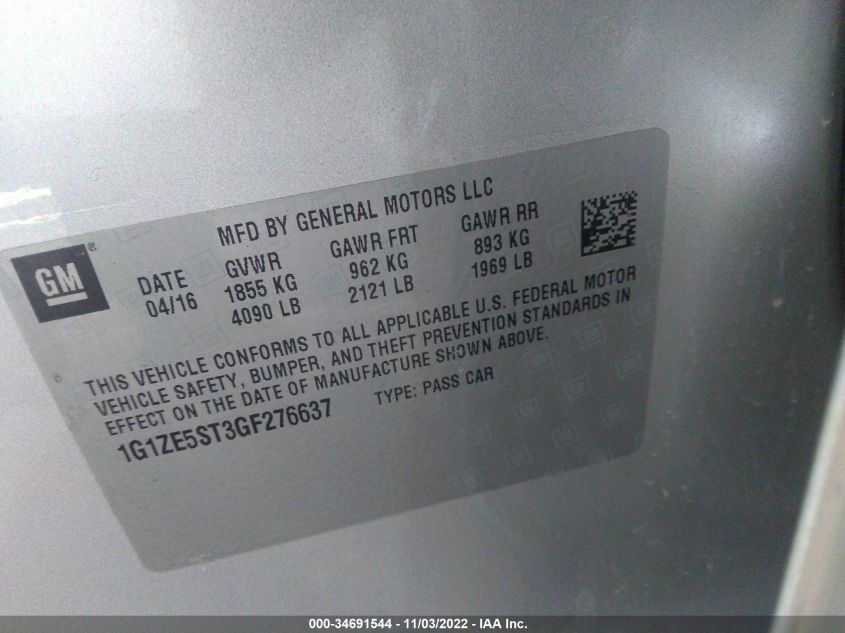 MFD BY GENERAL MOTORS LLC
GM ®
DATE GVWR GAWR FRT GAWR RR
04/16 1855 KG 962 KG 893 KG
4090 LB 2121 LB 1969 LB
THIS VEHICLE CONFORMS TO ALL APPLICABLE U.S. FEDERAL MOTOR
VEHICLE SAFETY, BUMPER, AND THEFT PREVENTION STANDARDS IN
EFFECT ON THE DATE OF MANUFACTURE SHOWN ABOVE.
1G1ZE5ST3GF276637 TYPE: PASS CAR
000-34691544 - 11/03/2022 - IAA Inc.